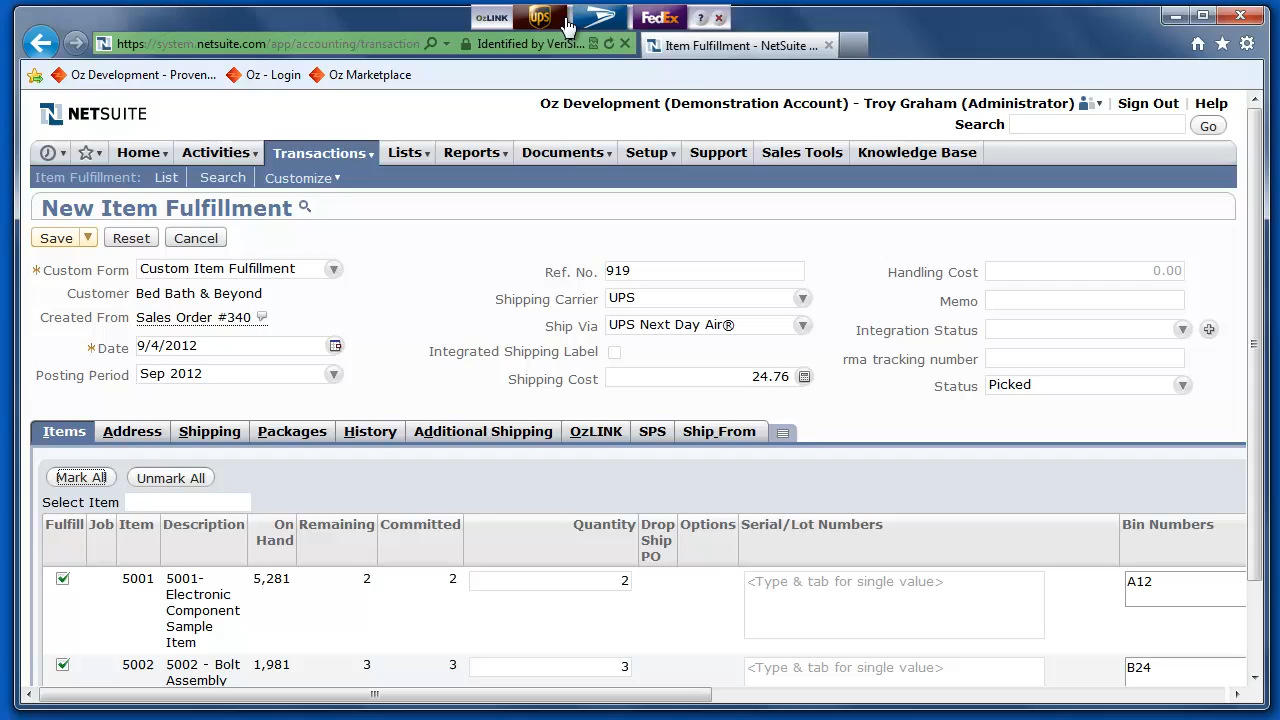 OzLINK ups FedEx ?
https://system.netsuite.com/app/accounting/transaction Identified by VeriSi... Item Fulfillment - NetSuite ...
Oz Development - Proven... Oz - Login Oz Marketplace
NETSUITE
Oz Development (Demonstration Account) - Troy Graham (Administrator) Sign Out Help
Search Go
Home Activities Transactions Lists Reports Documents Setup Support Sales Tools Knowledge Base
Item Fulfillment: List Search Customize
New Item Fulfillment
Save Reset Cancel
Custom Form Custom Item Fulfillment
Customer Bed Bath & Beyond
Created From Sales Order #340
Date 9/4/2012
Posting Period Sep 2012
Ref. No. 919
Shipping Carrier UPS
Ship Via UPS Next Day Air®
Integrated Shipping Label
Shipping Cost 24.76
Handling Cost 0.00
Memo
Integration Status
rma tracking number
Status Picked
Items Address Shipping Packages History Additional Shipping OzLINK SPS Ship From
Mark All Unmark All
Select Item
Fulfill Job Item Description On Hand Remaining Committed Quantity Drop Ship PO Options Serial/Lot Numbers Bin Numbers
5001 5001- 5,281 2 2 2 <Type & tab for single value> A12
Electronic
Component
Sample
Item
5002 5002 - Bolt 1,981 3 3 3 <Type & tab for single value> B24
Assembly